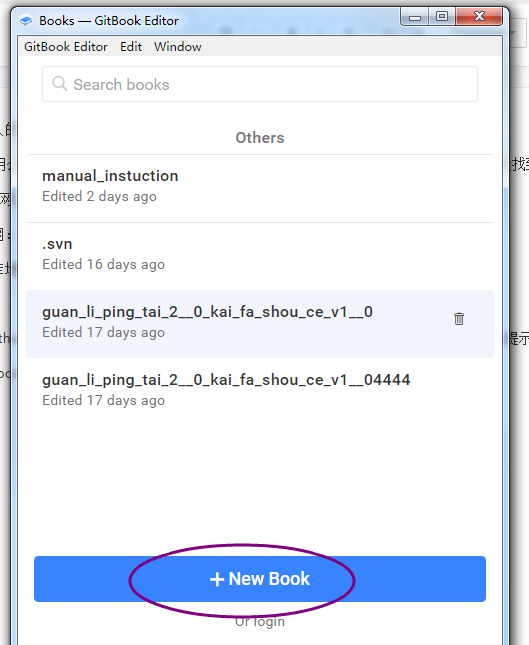 Books — GitBook Editor
GitBook Editor Edit Window
Search books
Others
manual_instuction
Edited 2 days ago
.svn
Edited 16 days ago
guan_li_ping_tai_2__0_kai_fa_shou_ce_v1__0
Edited 17 days ago
guan_li_ping_tai_2__0_kai_fa_shou_ce_v1__04444
Edited 17 days ago
+ New Book
Or login